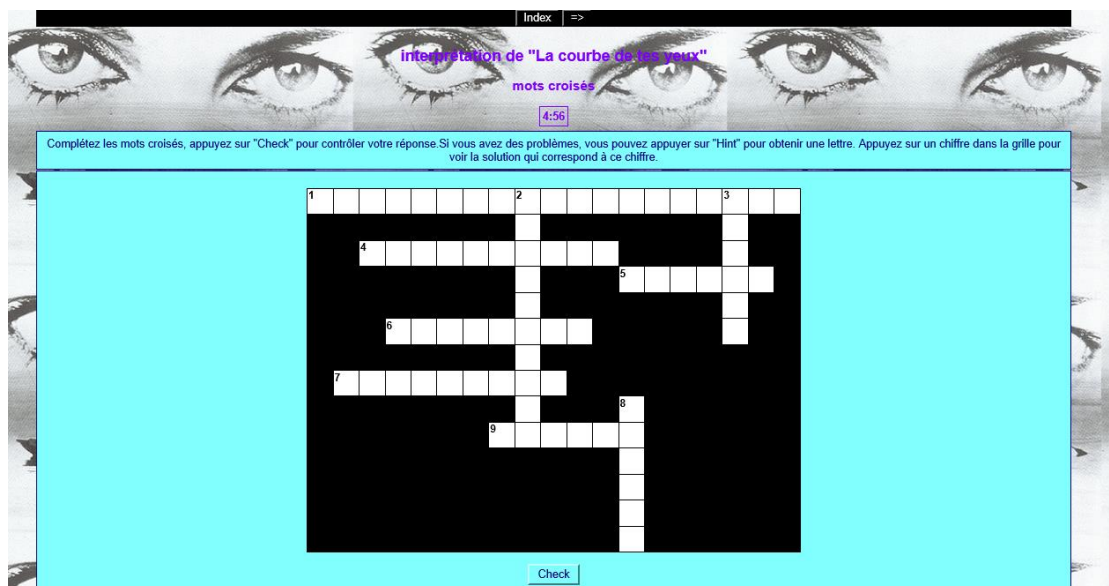 Index =>
interprétation de "La courbe de tes yeux"
mots croisés
4:56
Complétez les mots croisés, appuyez sur "Check" pour contrôler votre réponse.Si vous avez des problèmes, vous pouvez appuyer sur "Hint" pour obtenir une lettre. Appuyez sur un chiffre dans la grille pour
voir la solution qui correspond à ce chiffre.
1 2 3
4
5
6
7
8
9
Check